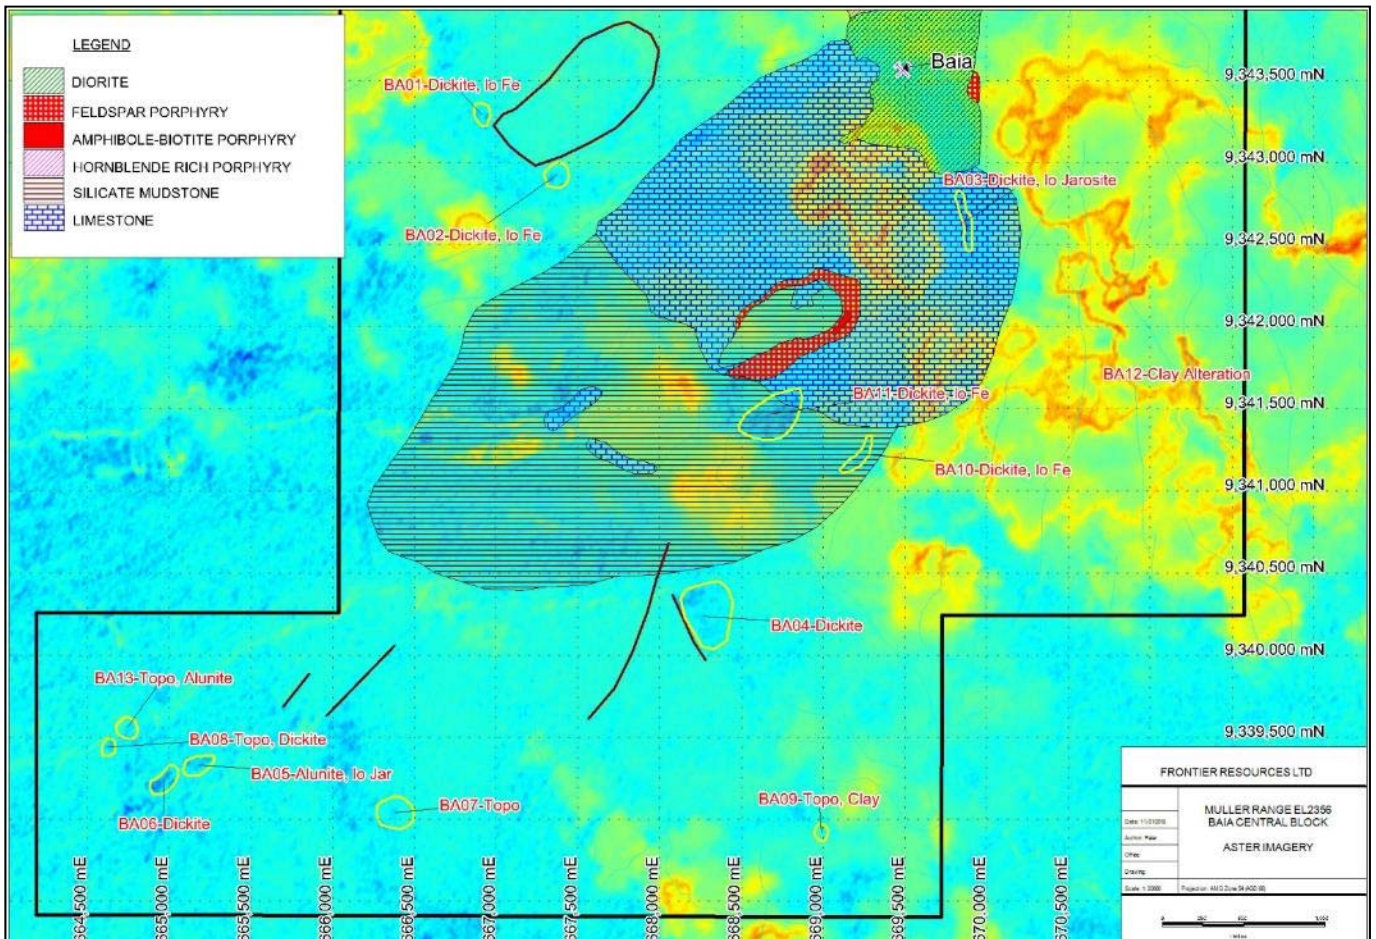 LEGEND
DIORITE
FELDSPAR PORPHYRY
AMPHIBOLE-BIOTITE PORPHYRY
HORNBLENDE RICH PORPHYRY
SILICATE MUDSTONE
LIMESTONE
Baia
9,343,500 mN
BA01-Dickite, lo Fe
9,343,000 mN
BA03-Dickite, lo Jarosite
BA02-Dickite, lo Fe
9,342,500 mN
9,342,000 mN
BA12-Clay Alteration
BA11-Dickite, lo Fe
9,341,500 mN
BA10-Dickite, lo Fe
9,341,000 mN
9,340,500 mN
BA04-Dickite
9,340,000 mN
BA13-Topo, Alunite
BA08-Topo, Dickite
9,339,500 mN
BA05-Alunite, lo Jar
BA06-Dickite
BA07-Topo
BA09-Topo, Clay
664,500 mE
665,000 mE
665,500 mE
666,000 mE
666,500 mE
667,000 mE
667,500 mE
668,000 mE
668,500 mE
669,000 mE
669,500 mE
670,000 mE
670,500 mE
FRONTIER RESOURCES LTD
MULLER RANGE EL2356
BAIA CENTRAL BLOCK
ASTER IMAGERY
Date:
Author:
Office:
Drawing:
Scale:
Projection: